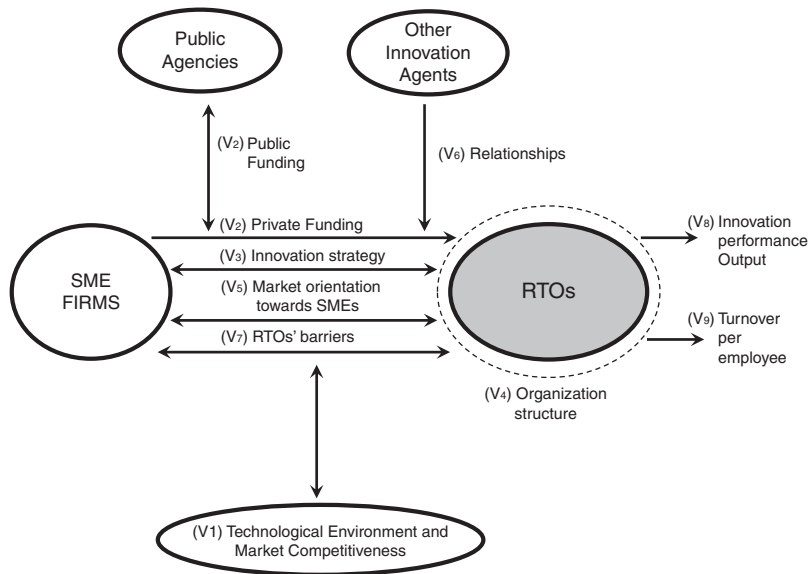 Public
Agencies
Other
Innovation
Agents
(V2) Public
Funding
(V6) Relationships
(V2) Private Funding
(V3) Innovation strategy
(V5) Market orientation
towards SMEs
(V7) RTOs' barriers
SME
FIRMS
RTOs
(V8) Innovation
performance
Output
(V9) Turnover
per
employee
(V4) Organization
structure
(V1) Technological Environment and
Market Competitiveness